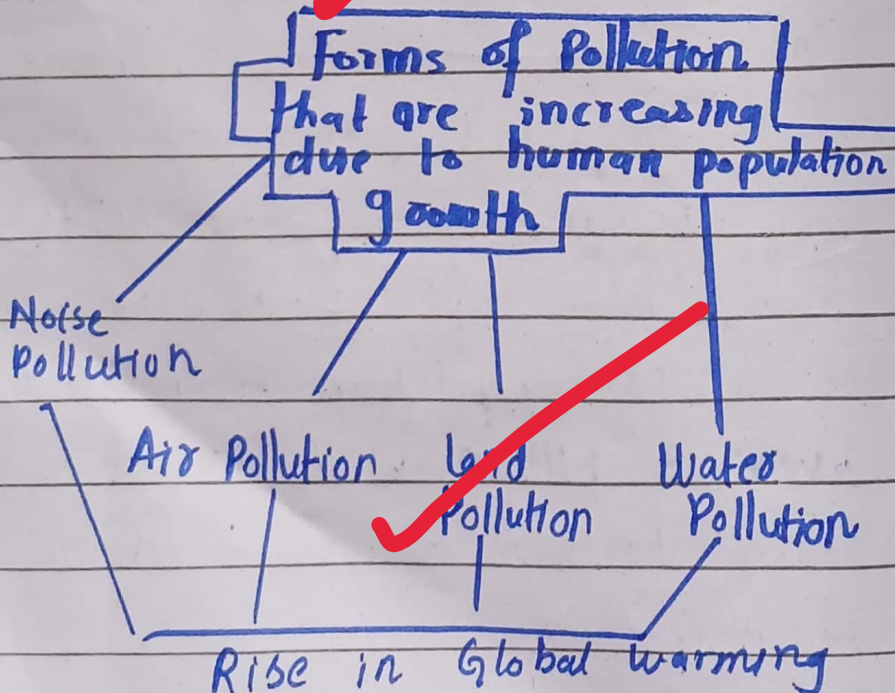 Forms of Pollution
that are increasing
due to human population
growth
Noise
Pollution
Air Pollution
Land
Pollution
Water
Pollution
Rise in Global warming